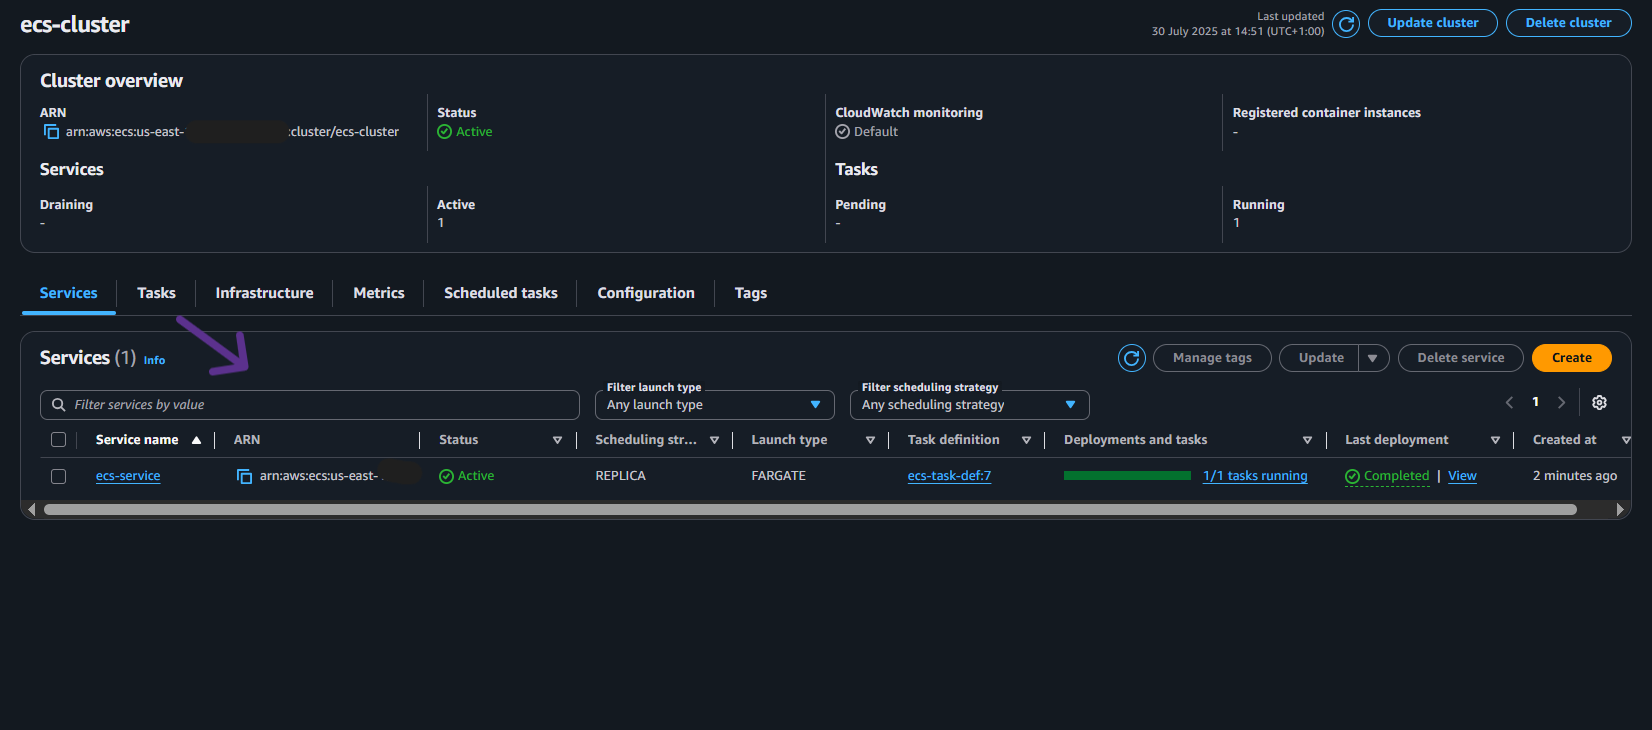 ecs-cluster
Last updated
30 July 2025 at 14:51 (UTC+1:00)
Update cluster
Delete cluster
Cluster overview
ARN
arn:aws:ecs:us-east- :cluster/ecs-cluster
Status
Active
CloudWatch monitoring
Default
Registered container instances
-
Services
Tasks
Draining
-
Active
1
Pending
-
Running
1
Services Tasks Infrastructure Metrics Scheduled tasks Configuration Tags
Services (1) Info
Manage tags
Update
Delete service
Create
Filter services by value
Filter launch type
Any launch type
Filter scheduling strategy
Any scheduling strategy
1
Service name ARN Status Scheduling str... Launch type Task definition Deployments and tasks Last deployment Created at
ecs-service arn:aws:ecs:us-east- Active REPLICA FARGATE ecs-task-def:7 1/1 tasks running Completed | View 2 minutes ago